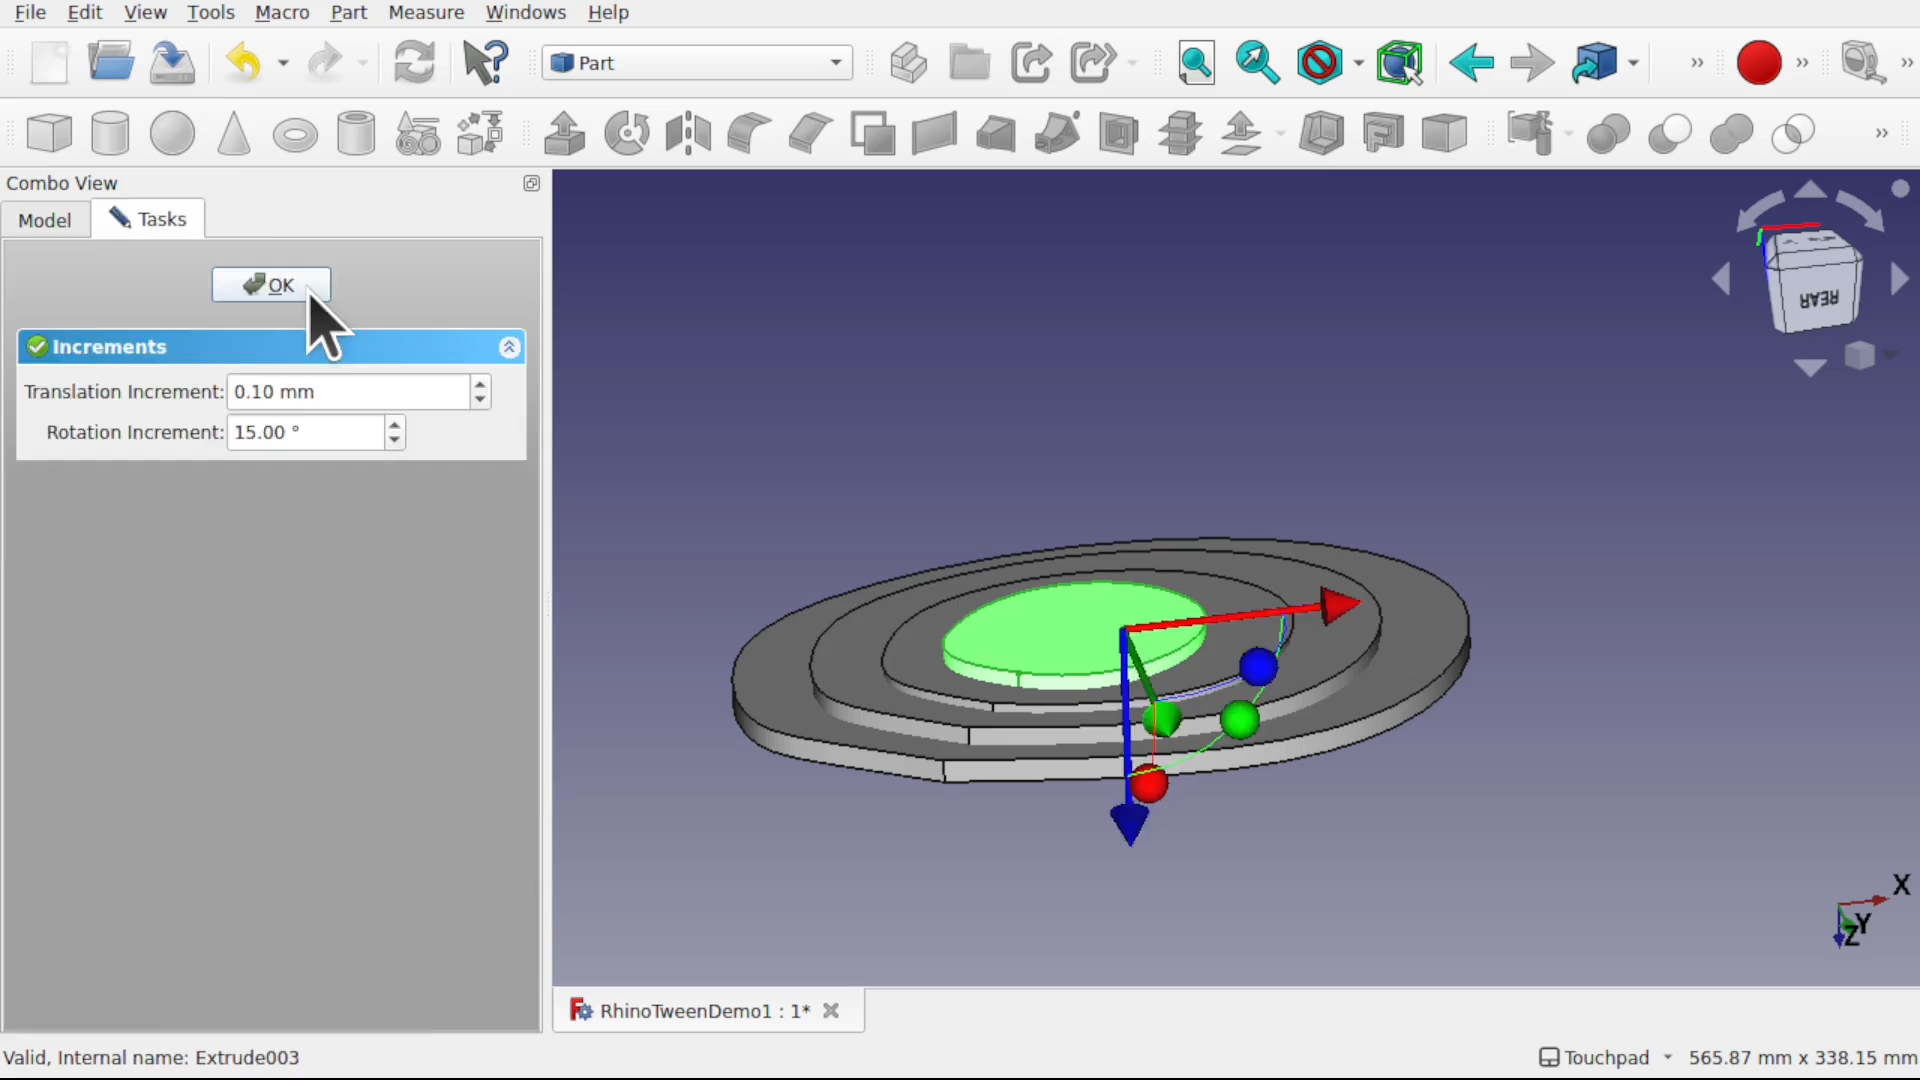 File Edit View Tools Macro Part Measure Windows Help
Part
Combo View
Model Tasks
OK
Increments
Translation Increment: 0.10 mm
Rotation Increment: 15.00 °
REAR
X
Y
Z
RhinoTweenDemo1 : 1*
Valid, Internal name: Extrude003
Touchpad 565.87 mm x 338.15 mm